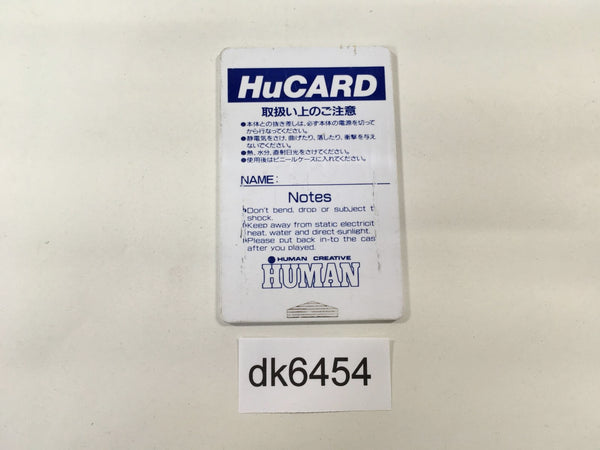 HuCARD
取扱い上のご注意
●本体との抜き差しは、必ず本体の電源を切って
から行なってください。
●静電気をさけ、曲げたり、落したり、衝撃を与え
ないでください。
●熱、水分、直射日光をさけてください。
●使用後はビニールケースに入れてください。
NAME:
Notes
●Don't bend, drop or subject t
shock.
●Keep away from static electricit
heat, water and direct sunlight.
●Please put back in-to the cas
after you played.
HUMAN CREATIVE
HUMAN
dk6454